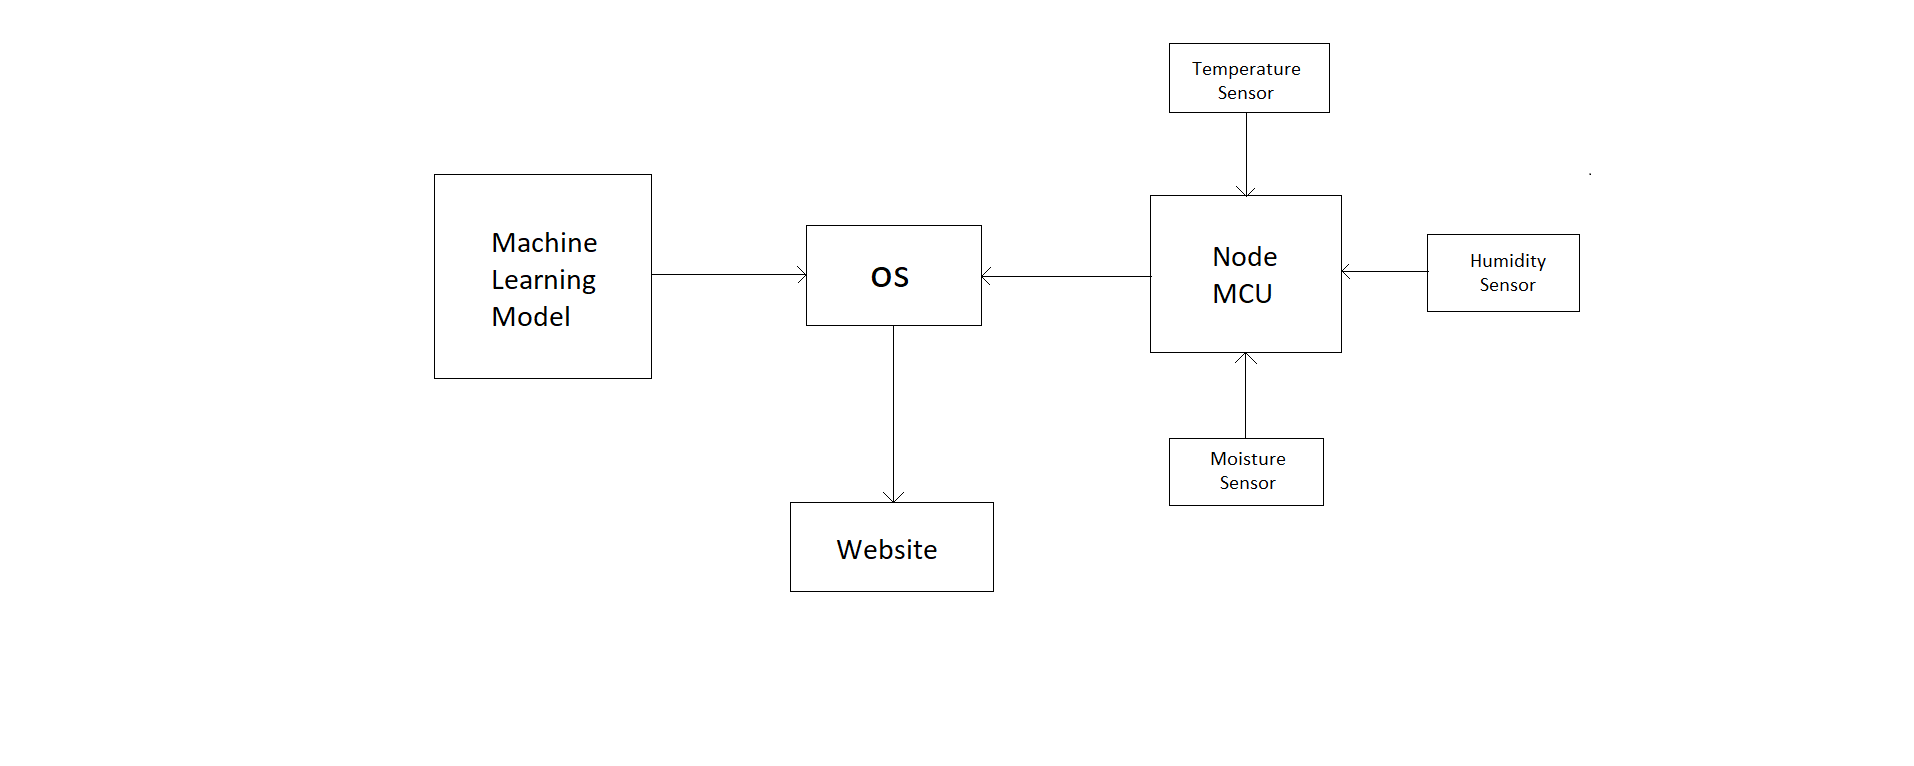 Temperature
Sensor
Machine
Learning
Model
OS
Node
MCU
Humidity
Sensor
Moisture
Sensor
Website